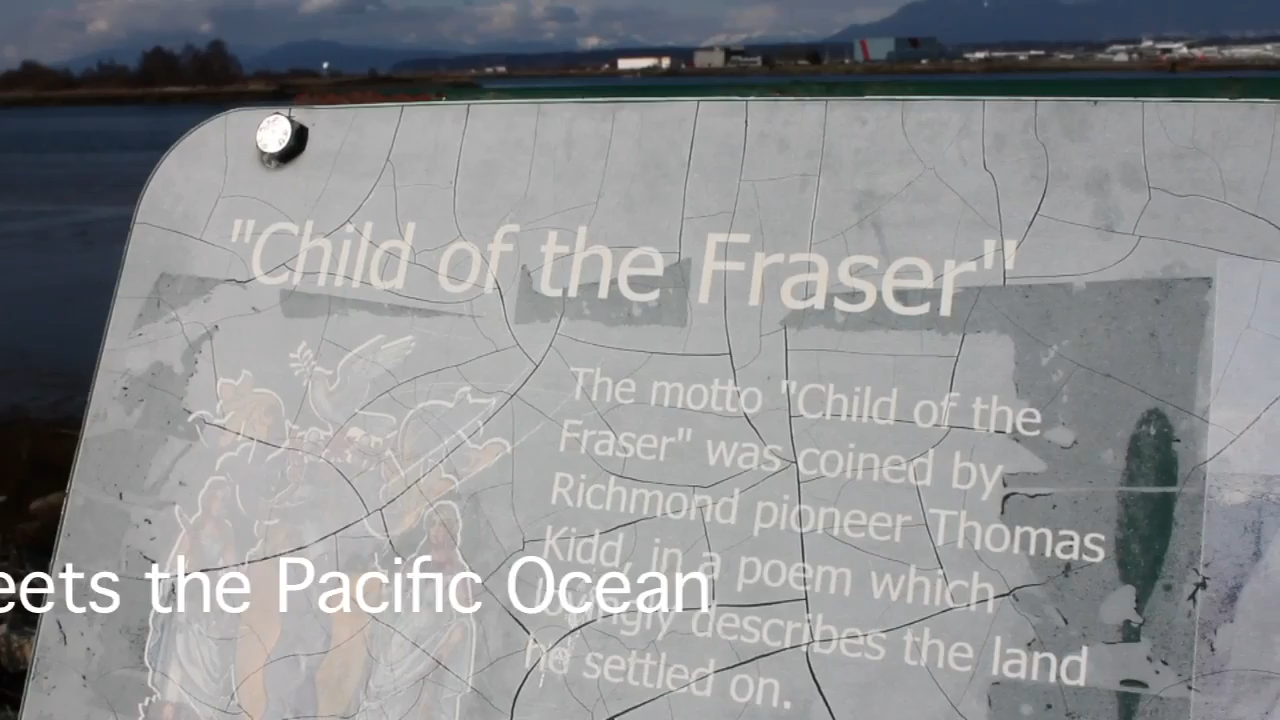 "Child of the Fraser"
The motto "Child of the
Fraser" was coined by
Richmond pioneer Thomas
Kidd, in a poem which
lovingly describes the land
he settled on.
eets the Pacific Ocean